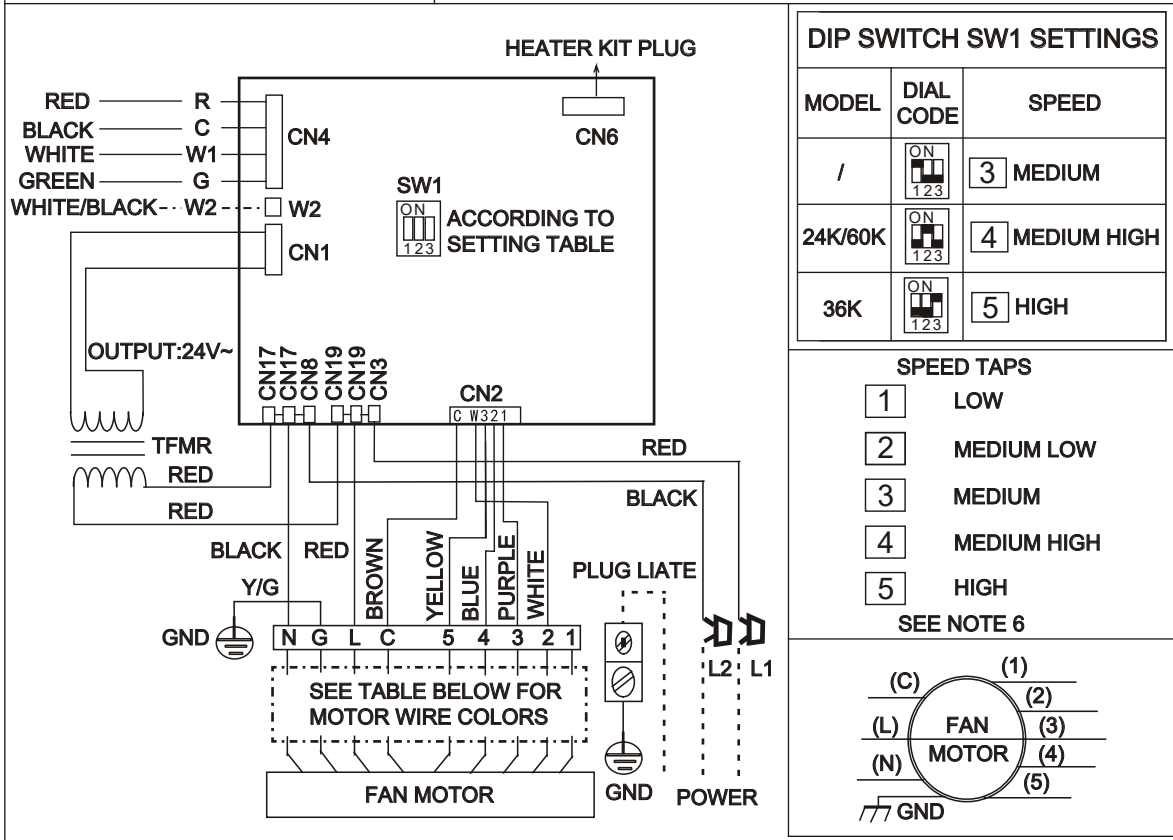 HEATER KIT PLUG
RED R
BLACK C
WHITE W1
GREEN G
WHITE/BLACK W2
CN4
W2
CN1
CN6
SW1
ON
123
ACCORDING TO
SETTING TABLE
OUTPUT:24V~
CN17
CN17
CN8
CN19
CN19
CN3
CN2
C W321
TFMR
RED
RED
RED
BLACK
BLACK
RED
BROWN
YELLOW
BLUE
PURPLE
WHITE
Y/G
GND
N G L C 5 4 3 2 1
SEE TABLE BELOW FOR
MOTOR WIRE COLORS
FAN MOTOR
PLUG LIATE
GND
L2 L1
POWER
DIP SWITCH SW1 SETTINGS
MODEL
DIAL
CODE
SPEED
/
ON
123
3 MEDIUM
24K/60K
ON
123
4 MEDIUM HIGH
36K
ON
123
5 HIGH
SPEED TAPS
1 LOW
2 MEDIUM LOW
3 MEDIUM
4 MEDIUM HIGH
5 HIGH
SEE NOTE 6
(C)
(L)
(N)
GND
FAN
MOTOR
(1)
(2)
(3)
(4)
(5)